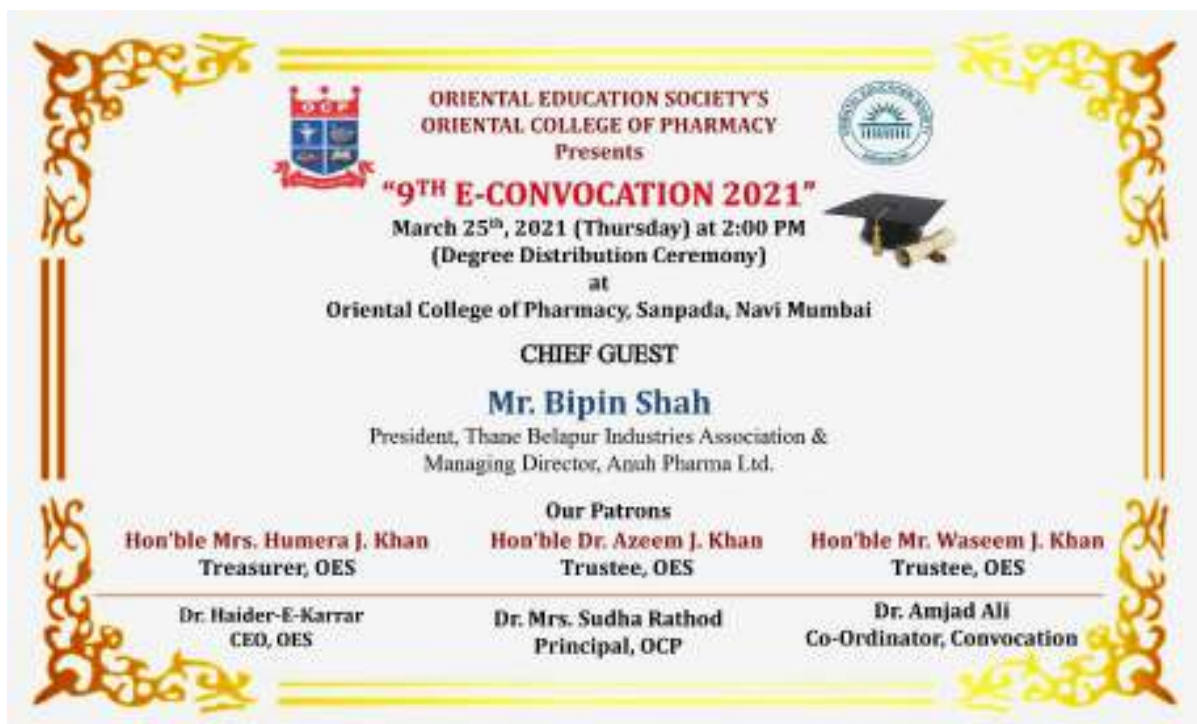 OCP
ORIENTAL EDUCATION SOCIETY'S
ORIENTAL COLLEGE OF PHARMACY
Presents
"9TH E-CONVOCATION 2021"
March 25th, 2021 (Thursday) at 2:00 PM
(Degree Distribution Ceremony)
at
Oriental College of Pharmacy, Sanpada, Navi Mumbai
CHIEF GUEST
Mr. Bipin Shah
President, Thane Belapur Industries Association &
Managing Director, Anuh Pharma Ltd.
Our Patrons
Hon'ble Mrs. Humera J. Khan
Treasurer, OES
Hon'ble Dr. Azeem J. Khan
Trustee, OES
Hon'ble Mr. Waseem J. Khan
Trustee, OES
Dr. Haider-E-Karrar
CEO, OES
Dr. Mrs. Sudha Rathod
Principal, OCP
Dr. Amjad Ali
Co-Ordinator, Convocation
ORIENTAL EDUCATION SOCIETY